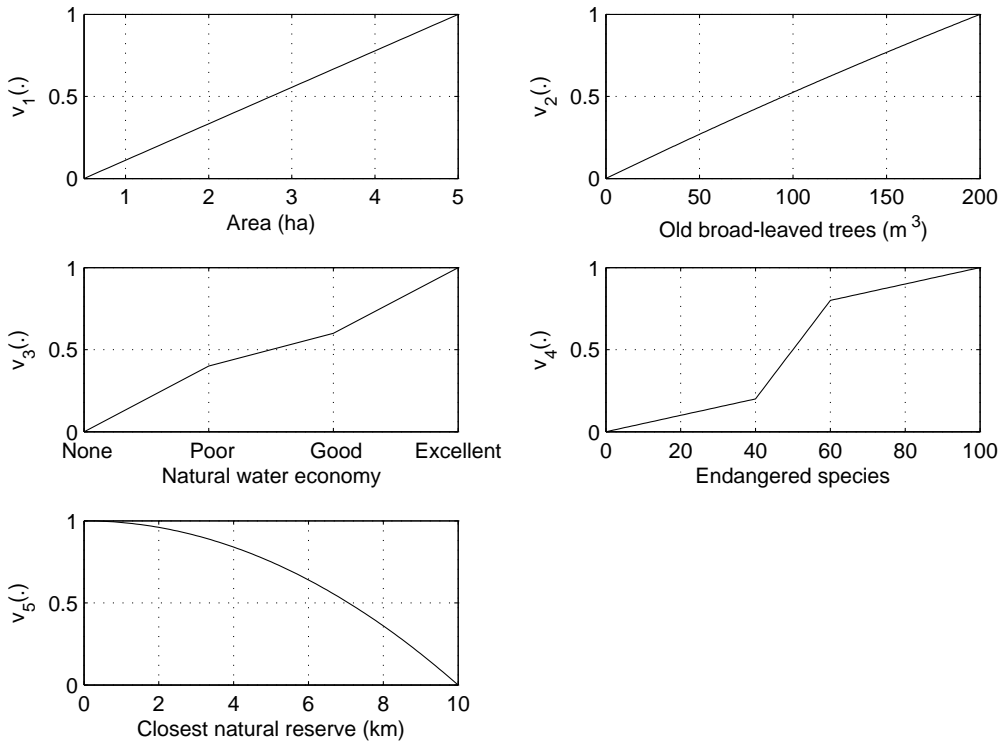 1
0.5
0
v1(.)
1 2 3 4 5
Area (ha)
1
0.5
0
v2(.)
0 50 100 150 200
Old broad-leaved trees (m3)
1
0.5
0
v3(.)
None Poor Good Excellent
Natural water economy
1
0.5
0
v4(.)
0 20 40 60 80 100
Endangered species
1
0.5
0
v5(.)
0 2 4 6 8 10
Closest natural reserve (km)